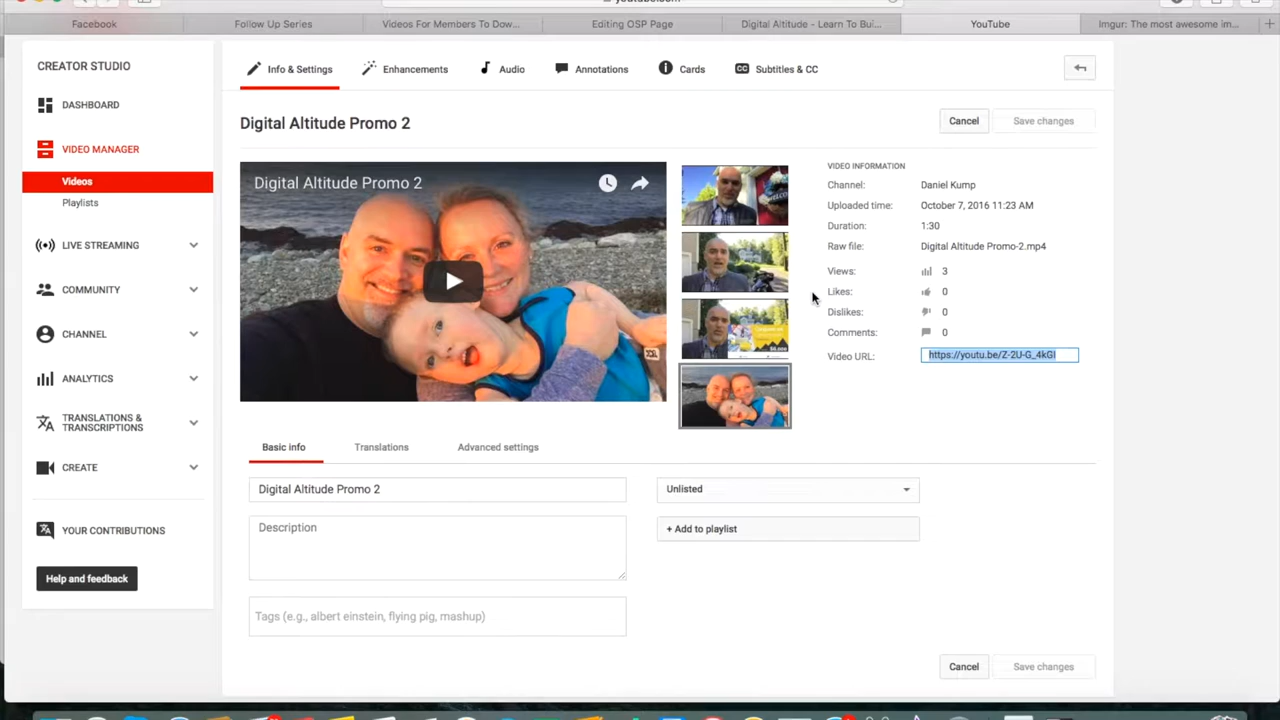 Facebook
Follow Up Series
Videos For Members To Dow...
Editing OSP Page
Digital Altitude - Learn To Bui...
YouTube
Imgur: The most awesome im...
CREATOR STUDIO
DASHBOARD
VIDEO MANAGER
Videos
Playlists
LIVE STREAMING
COMMUNITY
CHANNEL
ANALYTICS
TRANSLATIONS &
TRANSCRIPTIONS
CREATE
YOUR CONTRIBUTIONS
Help and feedback
Info & Settings
Enhancements
Audio
Annotations
Cards
CC Subtitles & CC
Digital Altitude Promo 2
Cancel
Save changes
Digital Altitude Promo 2
VIDEO INFORMATION
Channel: Daniel Kump
Uploaded time: October 7, 2016 11:23 AM
Duration: 1:30
Raw file: Digital Altitude Promo-2.mp4
Views: 3
Likes: 0
Dislikes: 0
Comments: 0
Video URL: https://youtu.be/Z-2U-G_4kGI
Basic info
Translations
Advanced settings
Digital Altitude Promo 2
Unlisted
Description
+ Add to playlist
Tags (e.g., albert einstein, flying pig, mashup)
Cancel
Save changes